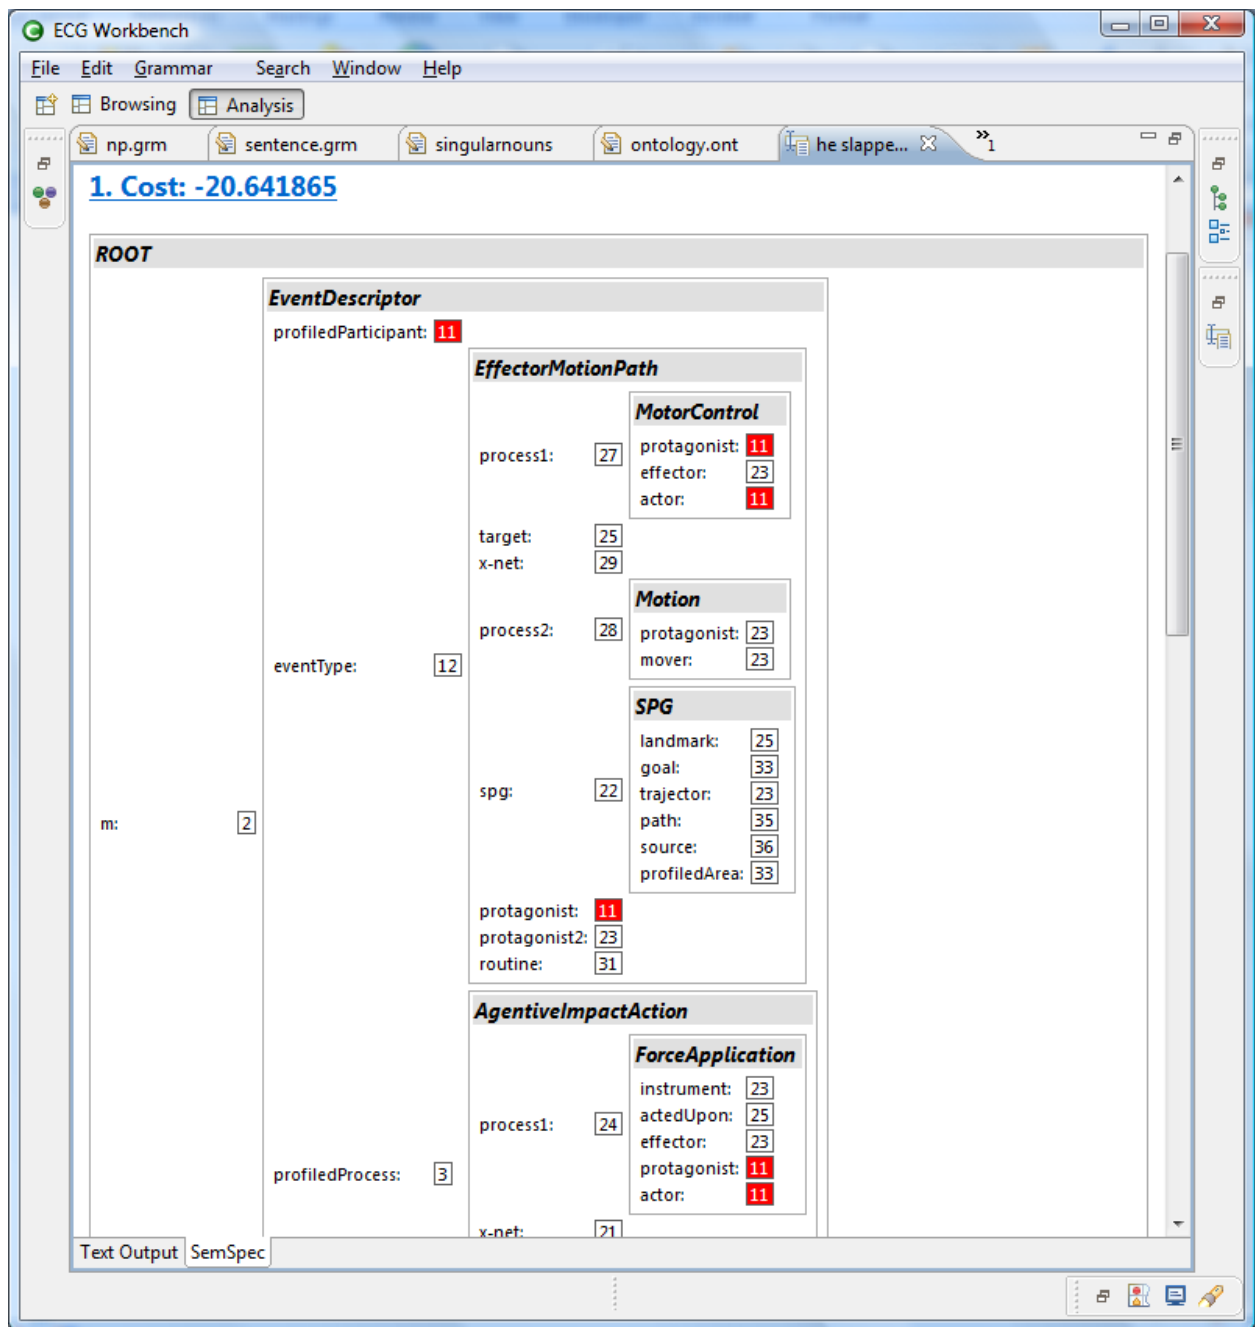 ECG Workbench
File Edit Grammar Search Window Help
Browsing Analysis
np.grm sentence.grm singularnouns ontology.ont he slappe... »1
1. Cost: -20.641865
ROOT
EventDescriptor
profiledParticipant: 11
EffectorMotionPath
MotorControl
protagonist: 11
process1: 27
effector: 23
actor: 11
target: 25
x-net: 29
Motion
process2: 28
protagonist: 23
mover: 23
eventType: 12
SPG
landmark: 25
goal: 33
spg: 22
trajector: 23
path: 35
m: 2
source: 36
profiledArea: 33
protagonist: 11
protagonist2: 23
routine: 31
AgentiveImpactAction
ForceApplication
instrument: 23
actedUpon: 25
process1: 24
effector: 23
protagonist: 11
profiledProcess: 3
actor: 11
x-net: 21
Text Output SemSpec